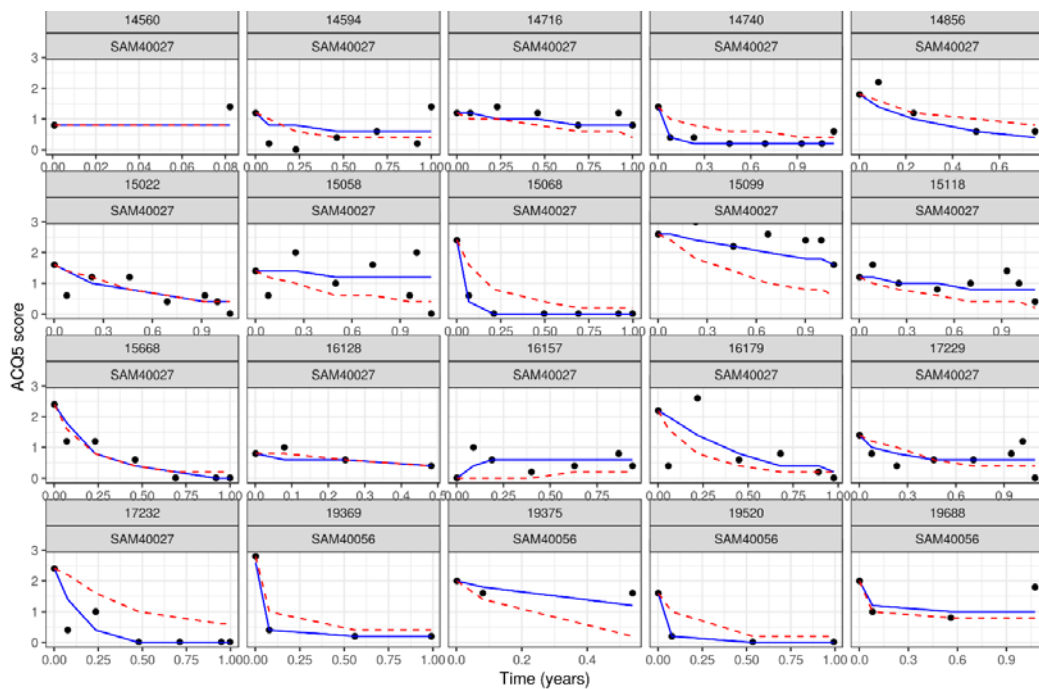 14560 14594 14716 14740 14856
SAM40027 SAM40027 SAM40027 SAM40027 SAM40027
3
2
1
0
0.00 0.02 0.04 0.06 0.08 0.00 0.25 0.50 0.75 1.00 0.00 0.25 0.50 0.75 1.00 0.0 0.3 0.6 0.9 0.0 0.2 0.4 0.6
15022 15058 15068 15099 15118
SAM40027 SAM40027 SAM40027 SAM40027 SAM40027
3
2
1
0
0.0 0.3 0.6 0.9 0.0 0.3 0.6 0.9 0.00 0.25 0.50 0.75 1.00 0.0 0.3 0.6 0.9 0.0 0.3 0.6 0.9
ACQ5 score
15668 16128 16157 16179 17229
SAM40027 SAM40027 SAM40027 SAM40027 SAM40027
3
2
1
0
0.00 0.25 0.50 0.75 1.00 0.0 0.1 0.2 0.3 0.4 0.5 0.00 0.25 0.50 0.75 0.00 0.25 0.50 0.75 1.00 0.0 0.3 0.6 0.9
17232 19369 19375 19520 19688
SAM40027 SAM40056 SAM40056 SAM40056 SAM40056
3
2
1
0
0.00 0.25 0.50 0.75 1.00 0.00 0.25 0.50 0.75 1.00 0.0 0.2 0.4 0.00 0.25 0.50 0.75 1.00 0.0 0.3 0.6 0.9
Time (years)